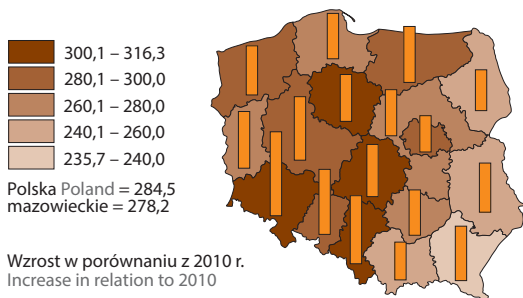 300,1 – 316,3
280,1 – 300,0
260,1 – 280,0
240,1 – 260,0
235,7 – 240,0
Polska Poland = 284,5
mazowieckie = 278,2
Wzrost w porównaniu z 2010 r.
Increase in relation to 2010